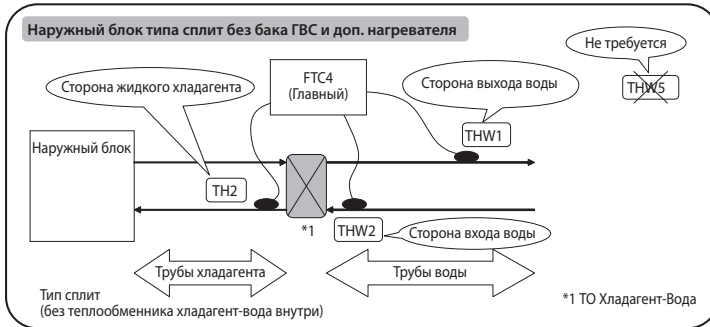 Наружный блок типа сплит без бака ГВС и доп. нагревателя
Не требуется
THW5
Сторона жидкого хладагента
FTC4
(Главный)
Сторона выхода воды
THW1
Наружный блок
TH2
*1
THW2
Сторона входа воды
Трубы хладагента
Трубы воды
Тип сплит
(без теплообменника хладагент-вода внутри)
*1 ТО Хладагент-Вода